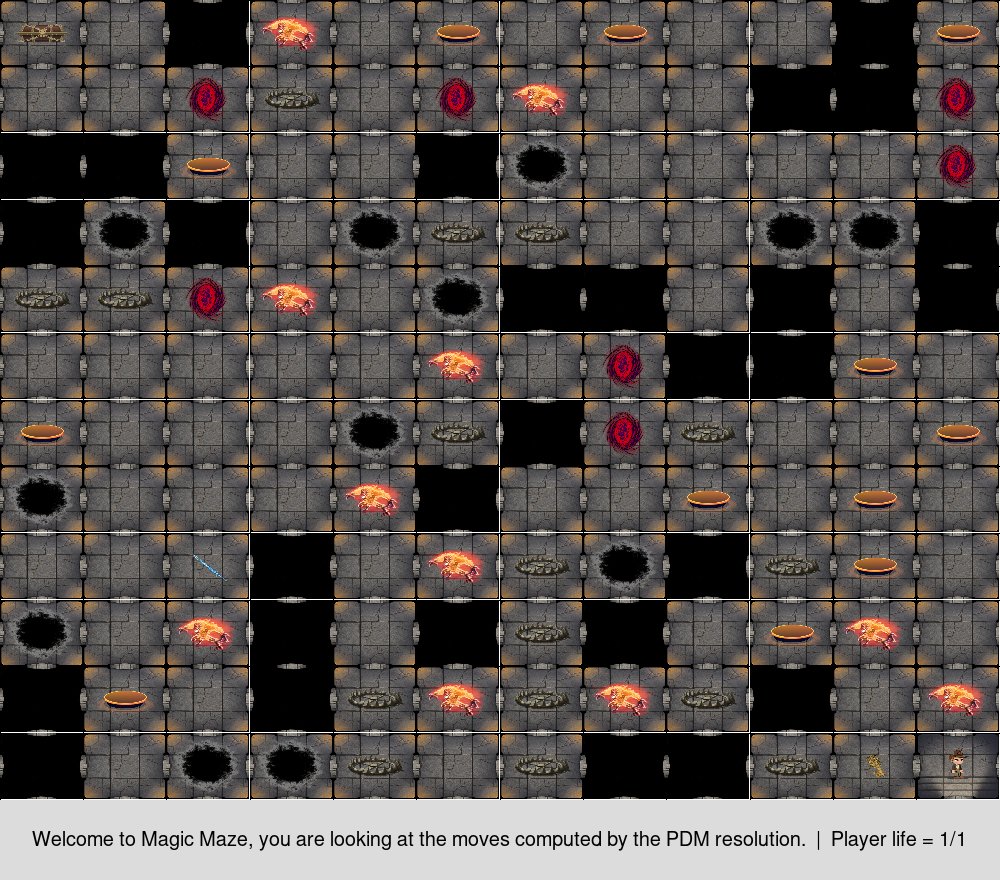 Welcome to Magic Maze, you are looking at the moves computed by the PDM resolution.  |  Player life = 1/1